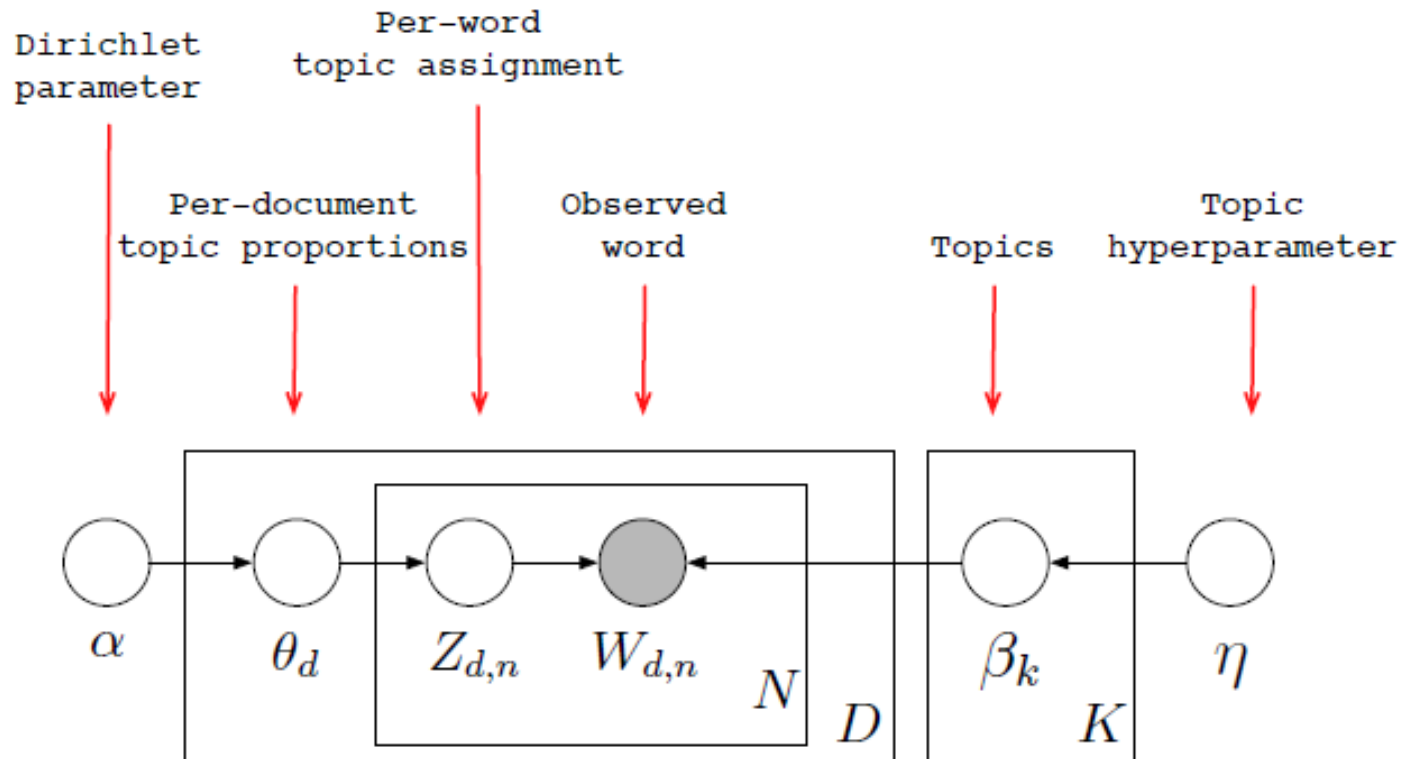 Dirichlet
parameter
Per-word
topic assignment
Per-document
topic proportions
Observed
word
Topics
Topic
hyperparameter
α
θ_d
Z_{d,n}
W_{d,n}
N
D
β_k
K
η